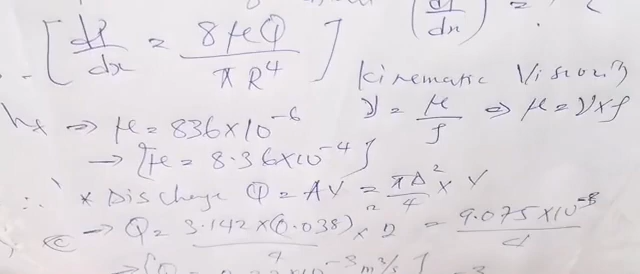 [dp/dx = 8μQ/πR⁴] (dp/dx) =
Kinematic Viscosity
⇒ μ = 836×10⁻⁶ ν = μ/ρ ⇒ μ = ν×ρ
→ [μ = 8.36×10⁻⁴]
∴ * Discharge Q = AV = πD²/4 × V
→ Q = 3.142×(0.038)² × 2 / 4 = 9.075×10⁻³/4